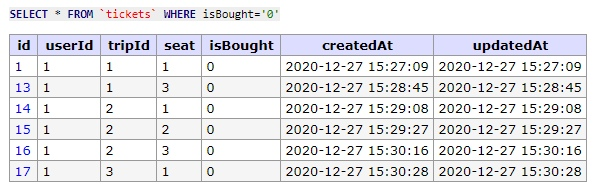 SELECT * FROM `tickets` WHERE isBought='0'
id userId tripId seat isBought createdAt updatedAt
1 1 1 1 0 2020-12-27 15:27:09 2020-12-27 15:27:09
13 1 1 3 0 2020-12-27 15:28:45 2020-12-27 15:28:45
14 1 2 1 0 2020-12-27 15:29:08 2020-12-27 15:29:08
15 1 2 2 0 2020-12-27 15:29:27 2020-12-27 15:29:27
16 1 2 3 0 2020-12-27 15:30:16 2020-12-27 15:30:16
17 1 3 1 0 2020-12-27 15:30:28 2020-12-27 15:30:28